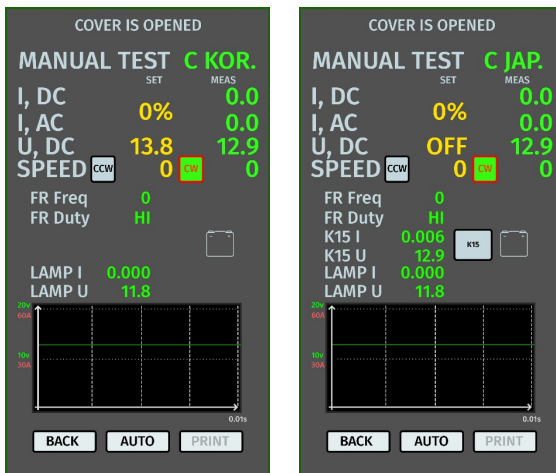 COVER IS OPENED
MANUAL TEST C KOR.
SET MEAS
I, DC 0.0
0%
I, AC 0.0
U, DC 13.8 12.9
SPEED CCW 0 CW 0
FR Freq 0
FR Duty HI
LAMP I 0.000
LAMP U 11.8
20v
60A
10v
30A
0.01s
BACK AUTO PRINT
COVER IS OPENED
MANUAL TEST C JAP.
SET MEAS
I, DC 0.0
0%
I, AC 0.0
U, DC OFF 12.9
SPEED CCW 0 CW 0
FR Freq 0
FR Duty HI
K15 I 0.006
K15
K15 U 12.9
LAMP I 0.000
LAMP U 11.8
20v
60A
10v
30A
0.01s
BACK AUTO PRINT